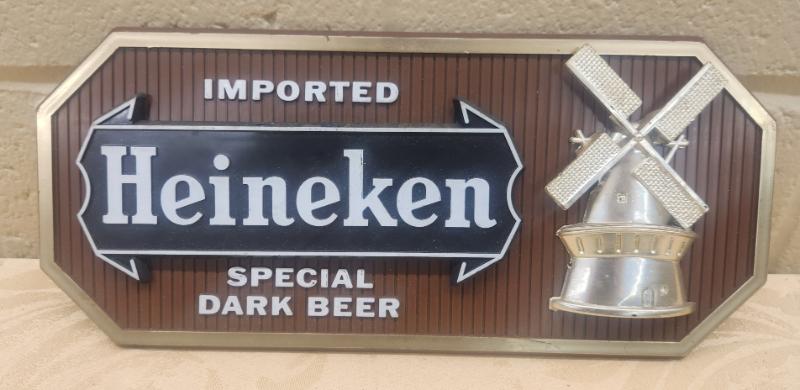 IMPORTED
Heineken
SPECIAL
DARK BEER